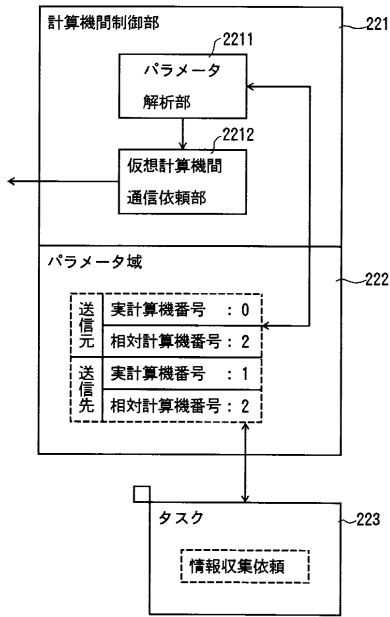 計算機間制御部
221
2211
パラメータ
解析部
2212
仮想計算機間
通信依頼部
パラメータ域
222
送信元
実計算機番号 : 0
相対計算機番号 : 2
送信先
実計算機番号 : 1
相対計算機番号 : 2
タスク
223
情報収集依頼